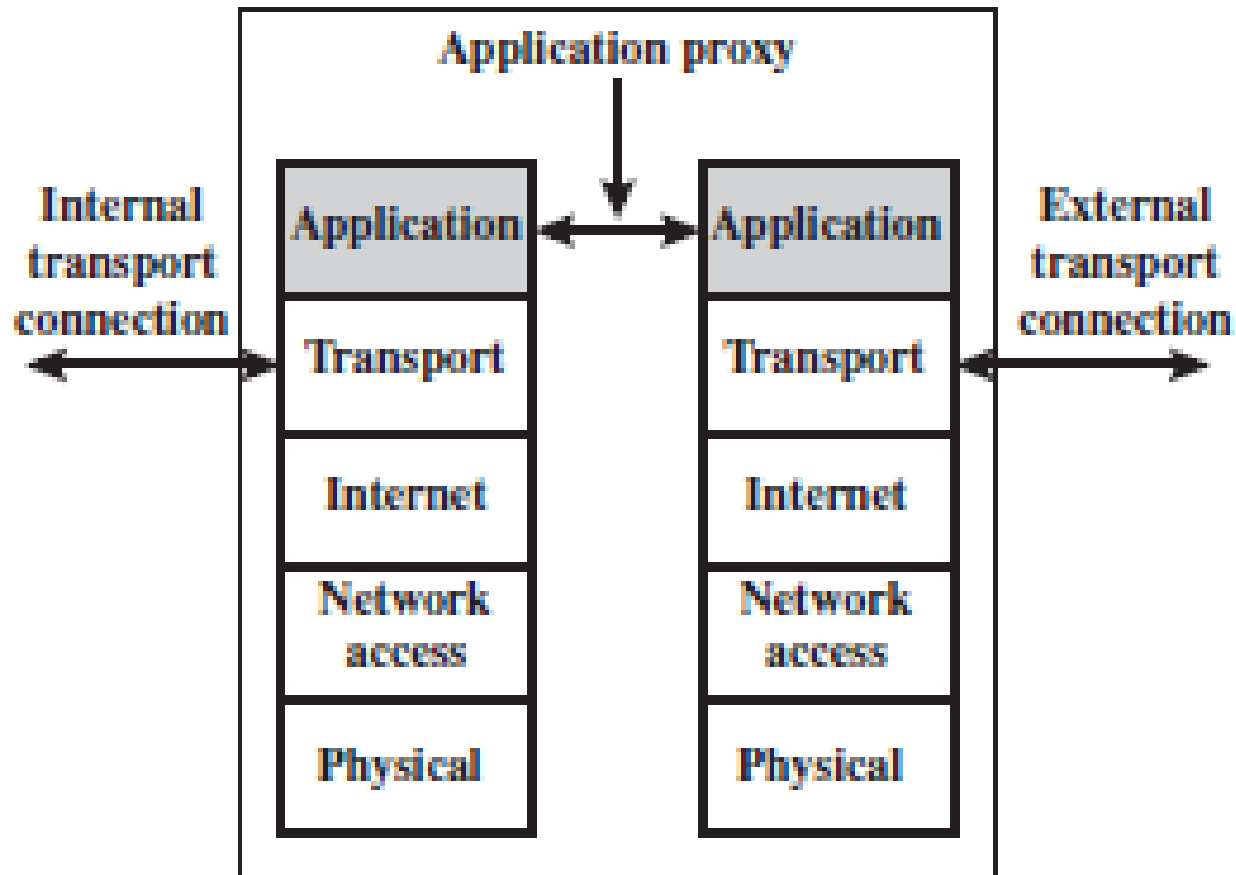 Application proxy
Internal
transport
connection
Application
Application
External
transport
connection
Transport
Transport
Internet
Internet
Network
access
Network
access
Physical
Physical